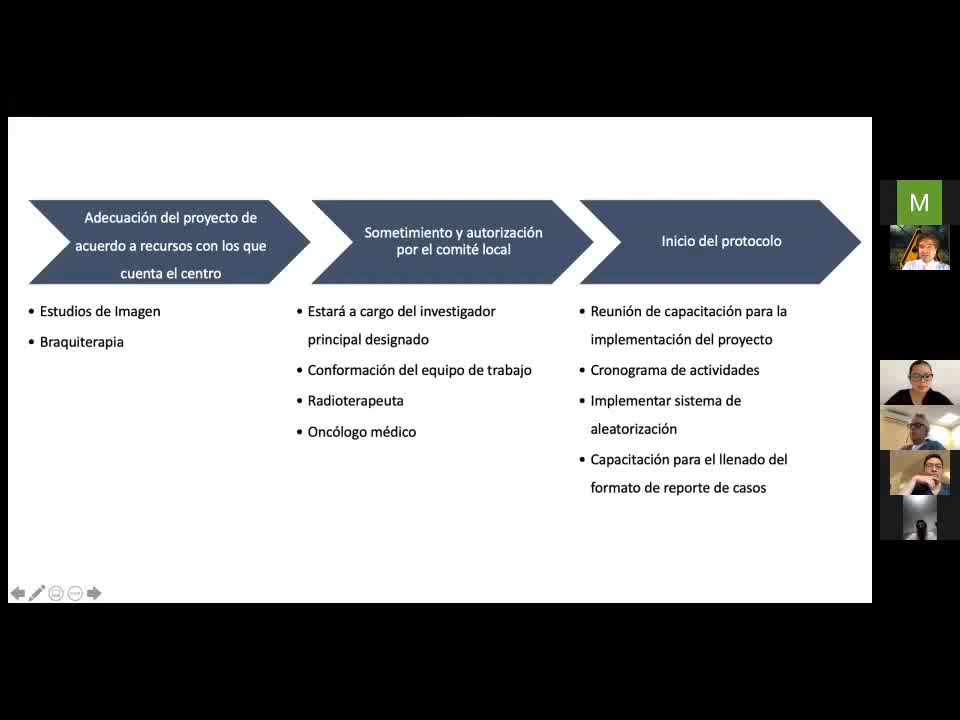 Adecuación del proyecto de
acuerdo a recursos con los que
cuenta el centro
• Estudios de Imagen
• Braquiterapia
Sometimiento y autorización
por el comité local
• Estará a cargo del investigador
principal designado
• Conformación del equipo de trabajo
• Radioterapeuta
• Oncólogo médico
Inicio del protocolo
• Reunión de capacitación para la
implementación del proyecto
• Cronograma de actividades
• Implementar sistema de
aleatorización
• Capacitación para el llenado del
formato de reporte de casos
M